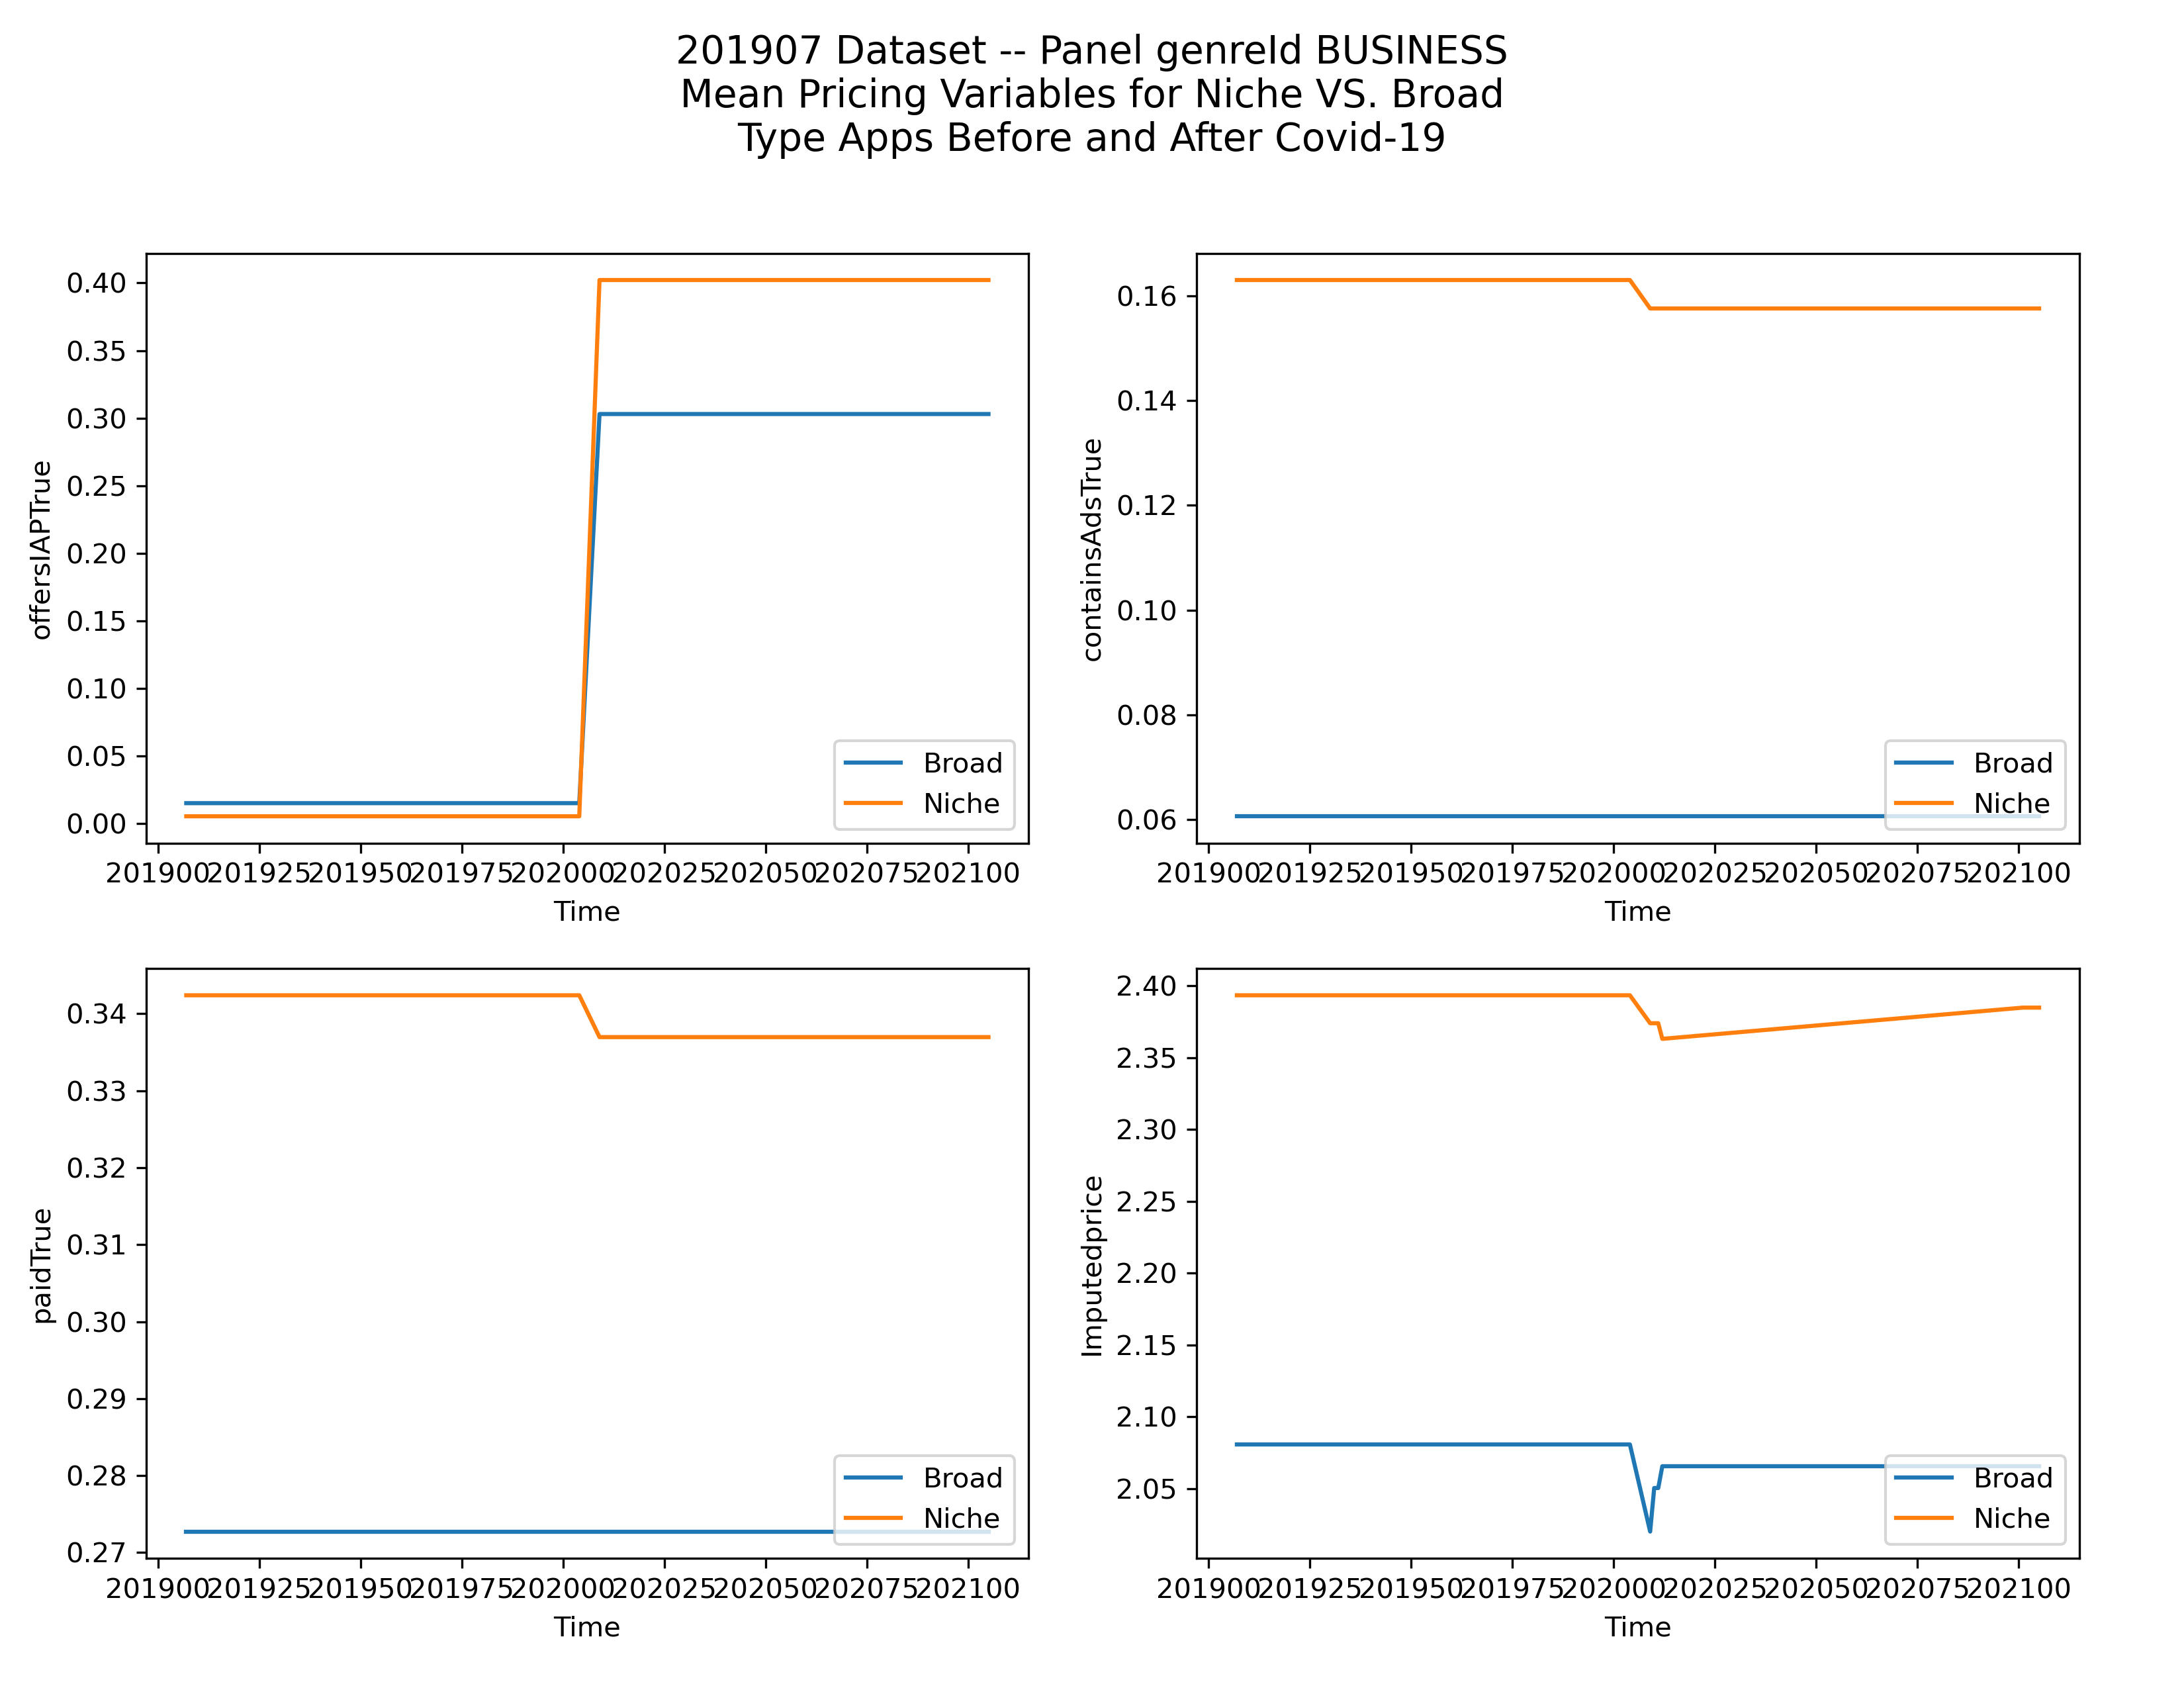 201907 Dataset -- Panel genreId BUSINESS
Mean Pricing Variables for Niche VS. Broad
Type Apps Before and After Covid-19
offersIAPTrue
0.40
0.35
0.30
0.25
0.20
0.15
0.10
0.05
0.00
Broad
Niche
201900 201925 201950 201975 202000 202025 202050 202075 202100
Time
containsAdsTrue
0.16
0.14
0.12
0.10
0.08
0.06
Broad
Niche
201900 201925 201950 201975 202000 202025 202050 202075 202100
Time
paidTrue
0.34
0.33
0.32
0.31
0.30
0.29
0.28
0.27
Broad
Niche
201900 201925 201950 201975 202000 202025 202050 202075 202100
Time
Imputedprice
2.40
2.35
2.30
2.25
2.20
2.15
2.10
2.05
Broad
Niche
201900 201925 201950 201975 202000 202025 202050 202075 202100
Time